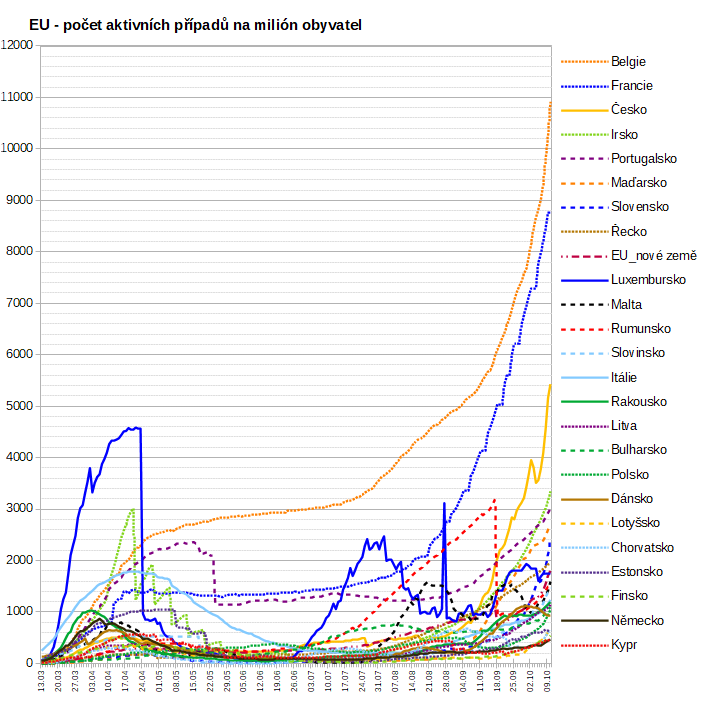 EU - počet aktivních případů na milión obyvatel
12000
11000
10000
9000
8000
7000
6000
5000
4000
3000
2000
1000
0
13.03
20.03
27.03
03.04
10.04
17.04
24.04
01.05
08.05
15.05
22.05
29.05
05.06
12.06
19.06
26.06
03.07
10.07
17.07
24.07
31.07
07.08
14.08
21.08
28.08
04.09
11.09
18.09
25.09
02.10
09.10
Belgie
Francie
Česko
Irsko
Portugalsko
Maďarsko
Slovensko
Řecko
EU_nové země
Luxembursko
Malta
Rumunsko
Slovinsko
Itálie
Rakousko
Litva
Bulharsko
Polsko
Dánsko
Lotyšsko
Chorvatsko
Estonsko
Finsko
Německo
Kypr